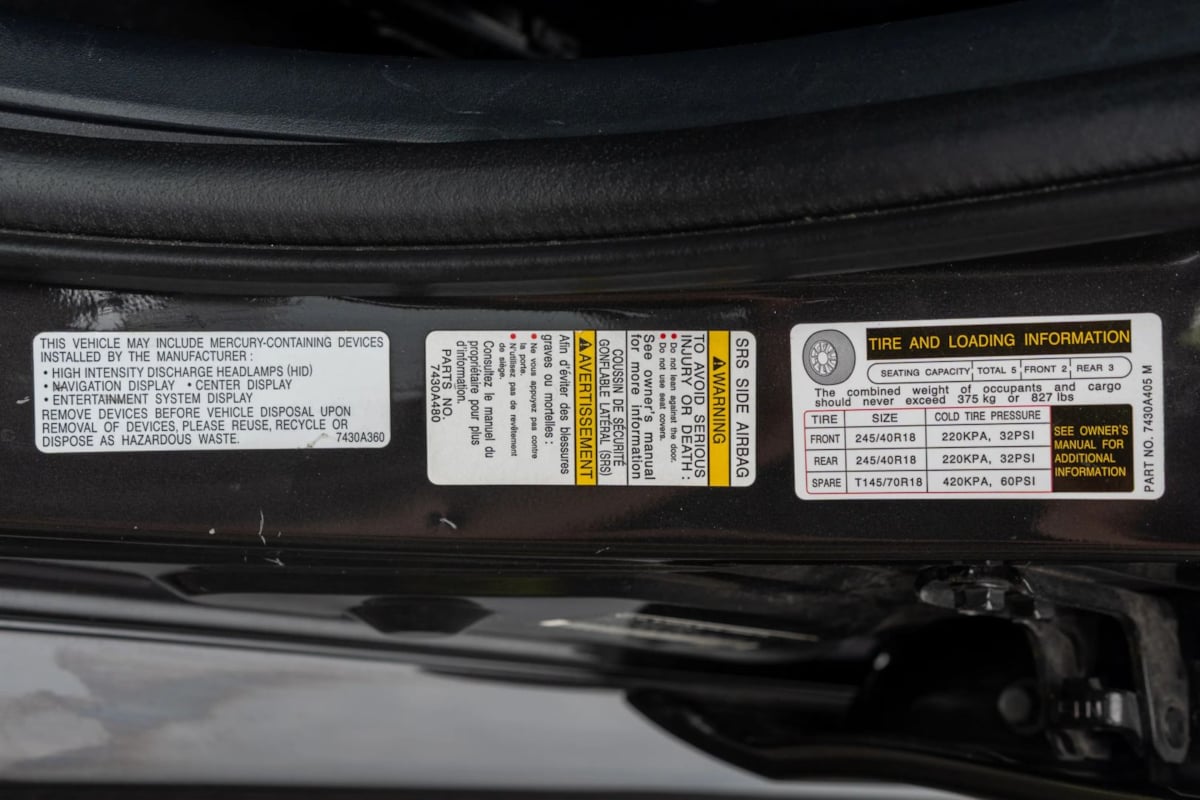 THIS VEHICLE MAY INCLUDE MERCURY-CONTAINING DEVICES
INSTALLED BY THE MANUFACTURER :
• HIGH INTENSITY DISCHARGE HEADLAMPS (HID)
• NAVIGATION DISPLAY • CENTER DISPLAY
• ENTERTAINMENT SYSTEM DISPLAY
REMOVE DEVICES BEFORE VEHICLE DISPOSAL UPON
REMOVAL OF DEVICES, PLEASE REUSE, RECYCLE OR
DISPOSE AS HAZARDOUS WASTE. 7430A360
SRS SIDE AIRBAG
WARNING
TO AVOID SERIOUS
INJURY OR DEATH :
• Do not lean against the door.
• Do not use seat covers.
See owner's manual
for more information
COUSSIN DE SÉCURITÉ
GONFLABLE LATÉRAL (SRS)
AVERTISSEMENT
Afin d'éviter des blessures
graves ou mortelles :
• Ne vous appuyez pas contre
la porte.
• N'utilisez pas de revêtement
de siège.
Consultez le manuel du
propriétaire pour plus
d'information.
PARTS NO.
7430A480
TIRE AND LOADING INFORMATION
SEATING CAPACITY TOTAL 5 FRONT 2 REAR 3
The combined weight of occupants and cargo
should never exceed 375 kg or 827 lbs
TIRE SIZE COLD TIRE PRESSURE
FRONT 245/40R18 220KPA, 32PSI
REAR 245/40R18 220KPA, 32PSI
SPARE T145/70R18 420KPA, 60PSI
SEE OWNER'S
MANUAL FOR
ADDITIONAL
INFORMATION
PART NO. 7430A405 M